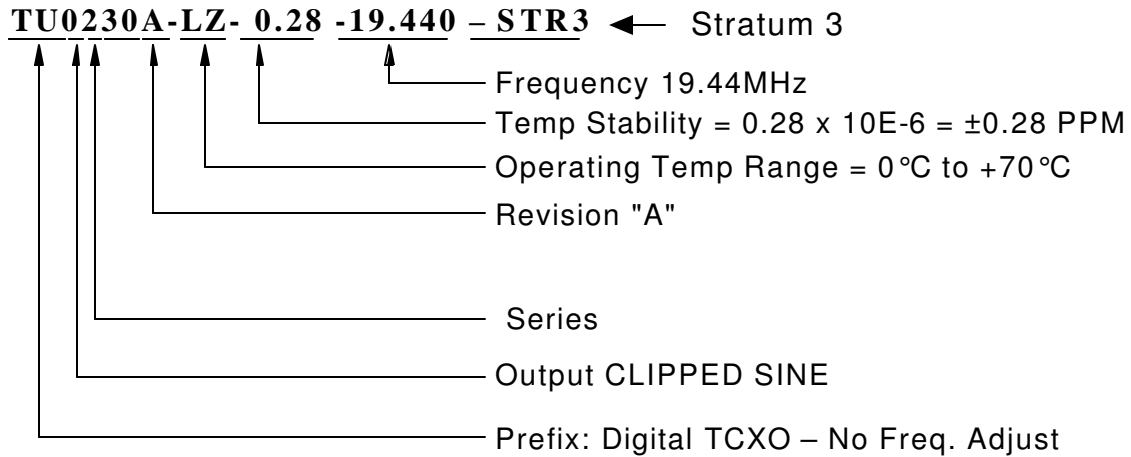 TU0230A-LZ- 0.28 -19.440 – STR3 Stratum 3
Frequency 19.44MHz
Temp Stability = 0.28 x 10E-6 = ±0.28 PPM
Operating Temp Range = 0°C to +70°C
Revision "A"
Series
Output CLIPPED SINE
Prefix: Digital TCXO – No Freq. Adjust